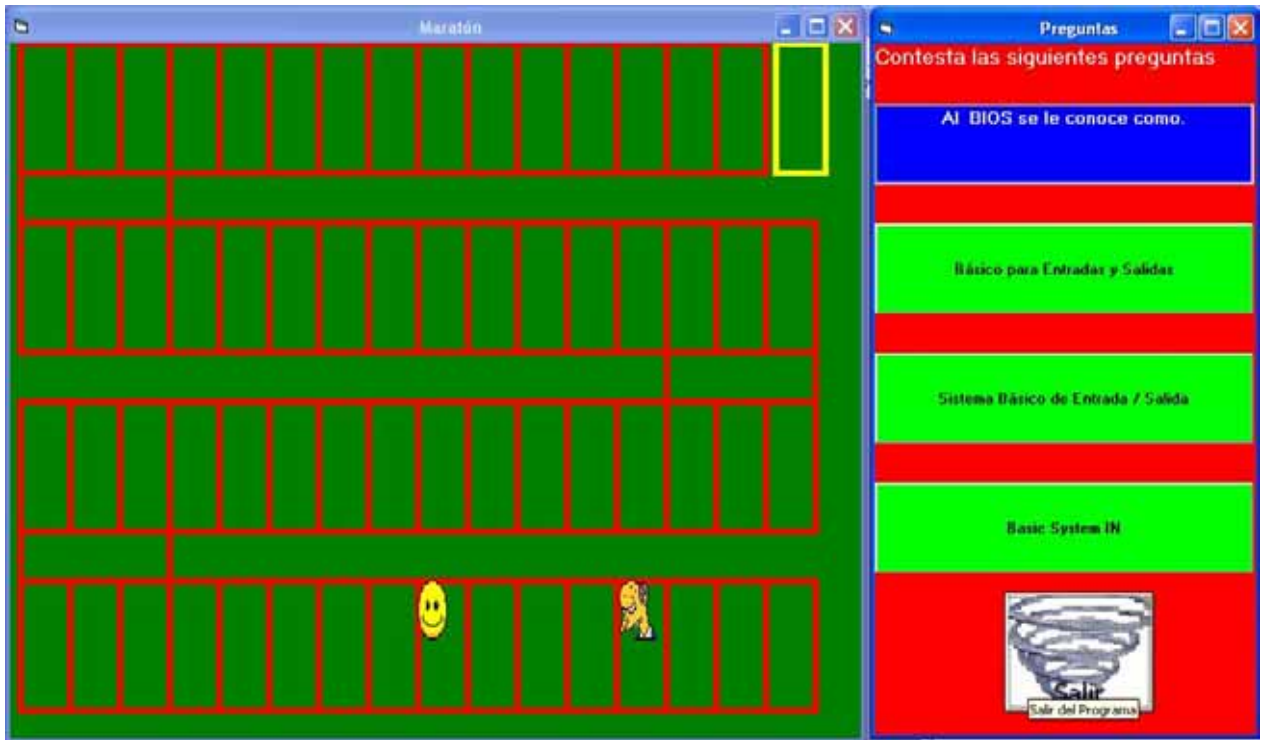 Maratón
Preguntas
Contesta las siguientes preguntas
Al BIOS se le conoce como.
Básico para Entradas y Salidas
Sistema Básico de Entrada / Salida
Basic System IN
Salir
Salir del Programa